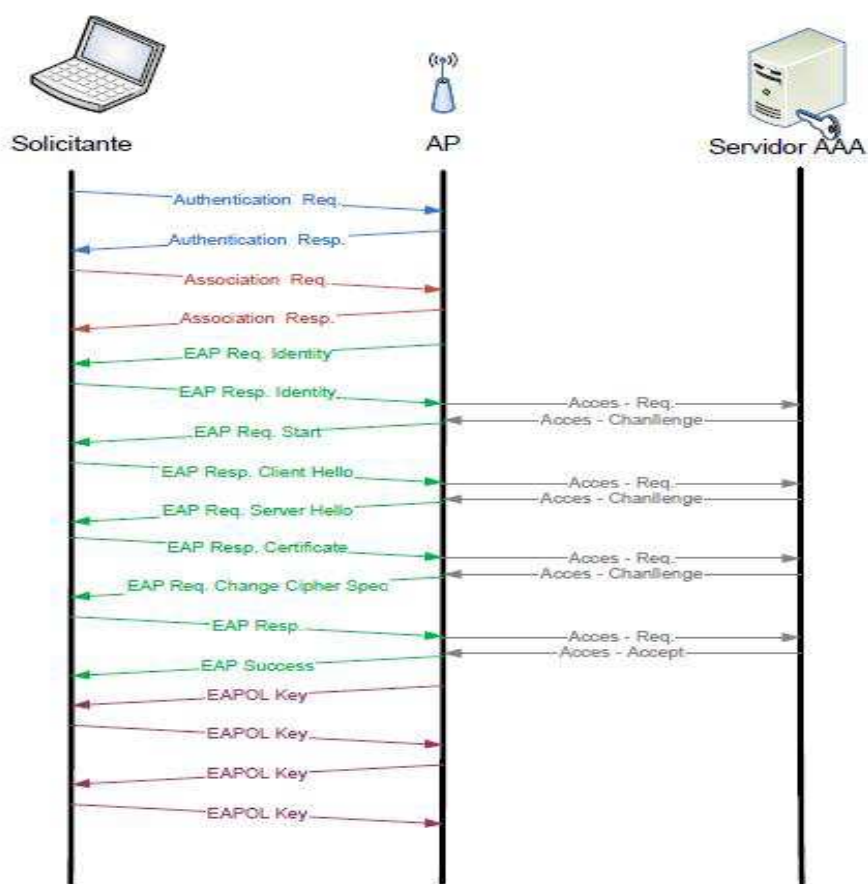 Solicitante
AP
Servidor AAA
Authentication Req.
Authentication Resp.
Association Req.
Association Resp.
EAP Req. Identity
EAP Resp. Identity
Acces - Req.
Acces - Chanllenge
EAP Req. Start
EAP Resp. Client Hello
Acces - Req.
Acces - Chanllenge
EAP Req. Server Hello
EAP Resp. Certificate
Acces - Req.
Acces - Chanllenge
EAP Req. Change Cipher Spec
EAP Resp
Acces - Req.
Acces - Accept
EAP Success
EAPOL Key
EAPOL Key
EAPOL Key
EAPOL Key